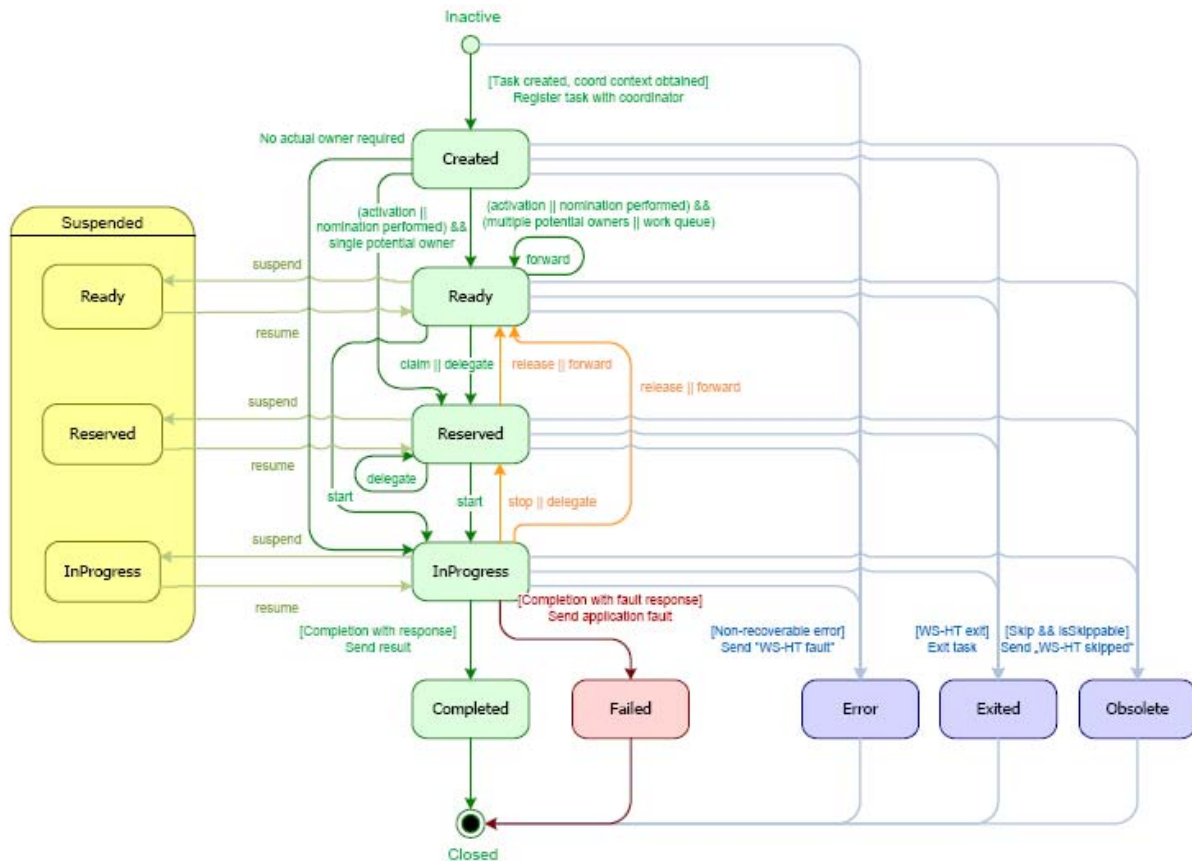 Inactive
[Task created, coord context obtained]
Register task with coordinator
No actual owner required
Created
(activation ||
nomination performed) &&
single potential owner
(activation || nomination performed) &&
(multiple potential owners || work queue)
Suspended
forward
suspend
Ready
Ready
resume
claim || delegate
release || forward
release || forward
suspend
Reserved
Reserved
resume
delegate
start
start
stop || delegate
suspend
InProgress
InProgress
resume
[Completion with fault response]
Send application fault
[Completion with response]
Send result
[Non-recoverable error]
Send "WS-HT fault"
[WS-HT exit]
Exit task
[Skip && isSkippable]
Send „WS-HT skipped“
Completed
Failed
Error
Exited
Obsolete
Closed